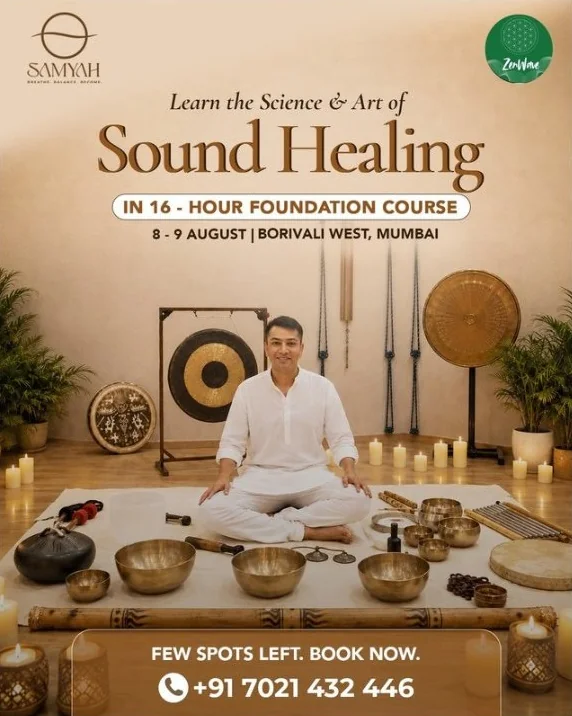 SAMYAH
BREATHE. BALANCE. BECOME.
ZenWave
Learn the Science & Art of
Sound Healing
IN 16 - HOUR FOUNDATION COURSE
8 - 9 AUGUST | BORIVALI WEST, MUMBAI
FEW SPOTS LEFT. BOOK NOW.
+91 7021 432 446